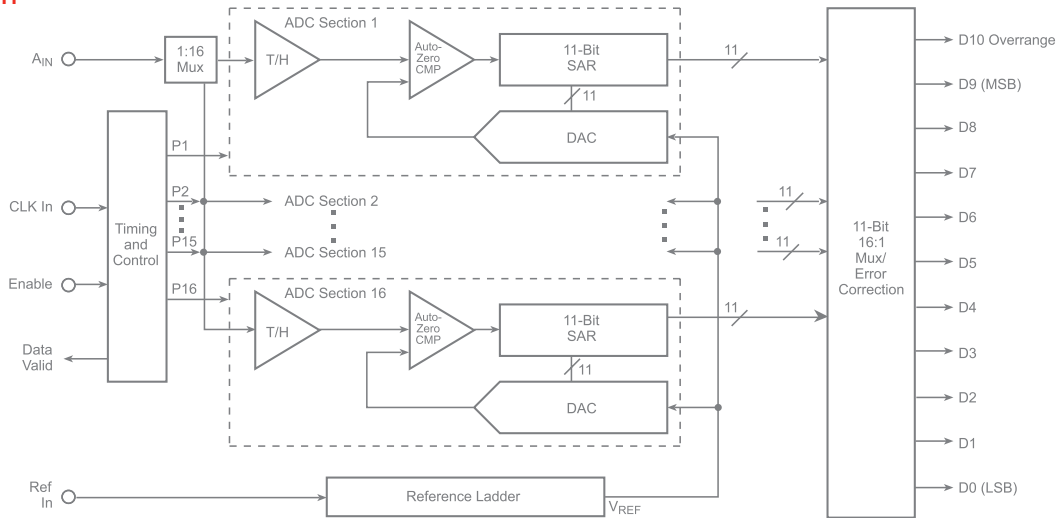 ADC Section 1
A_IN
1:16
Mux
T/H
Auto-
Zero
CMP
11-Bit
SAR
11
DAC
11
P1
P2
P15
P16
CLK In
Enable
Data
Valid
Timing
and
Control
ADC Section 2
ADC Section 15
11
11
ADC Section 16
T/H
Auto-
Zero
CMP
11-Bit
SAR
11
DAC
11
Ref
In
Reference Ladder
V_REF
11-Bit
16:1
Mux/
Error
Correction
D10 Overrange
D9 (MSB)
D8
D7
D6
D5
D4
D3
D2
D1
D0 (LSB)